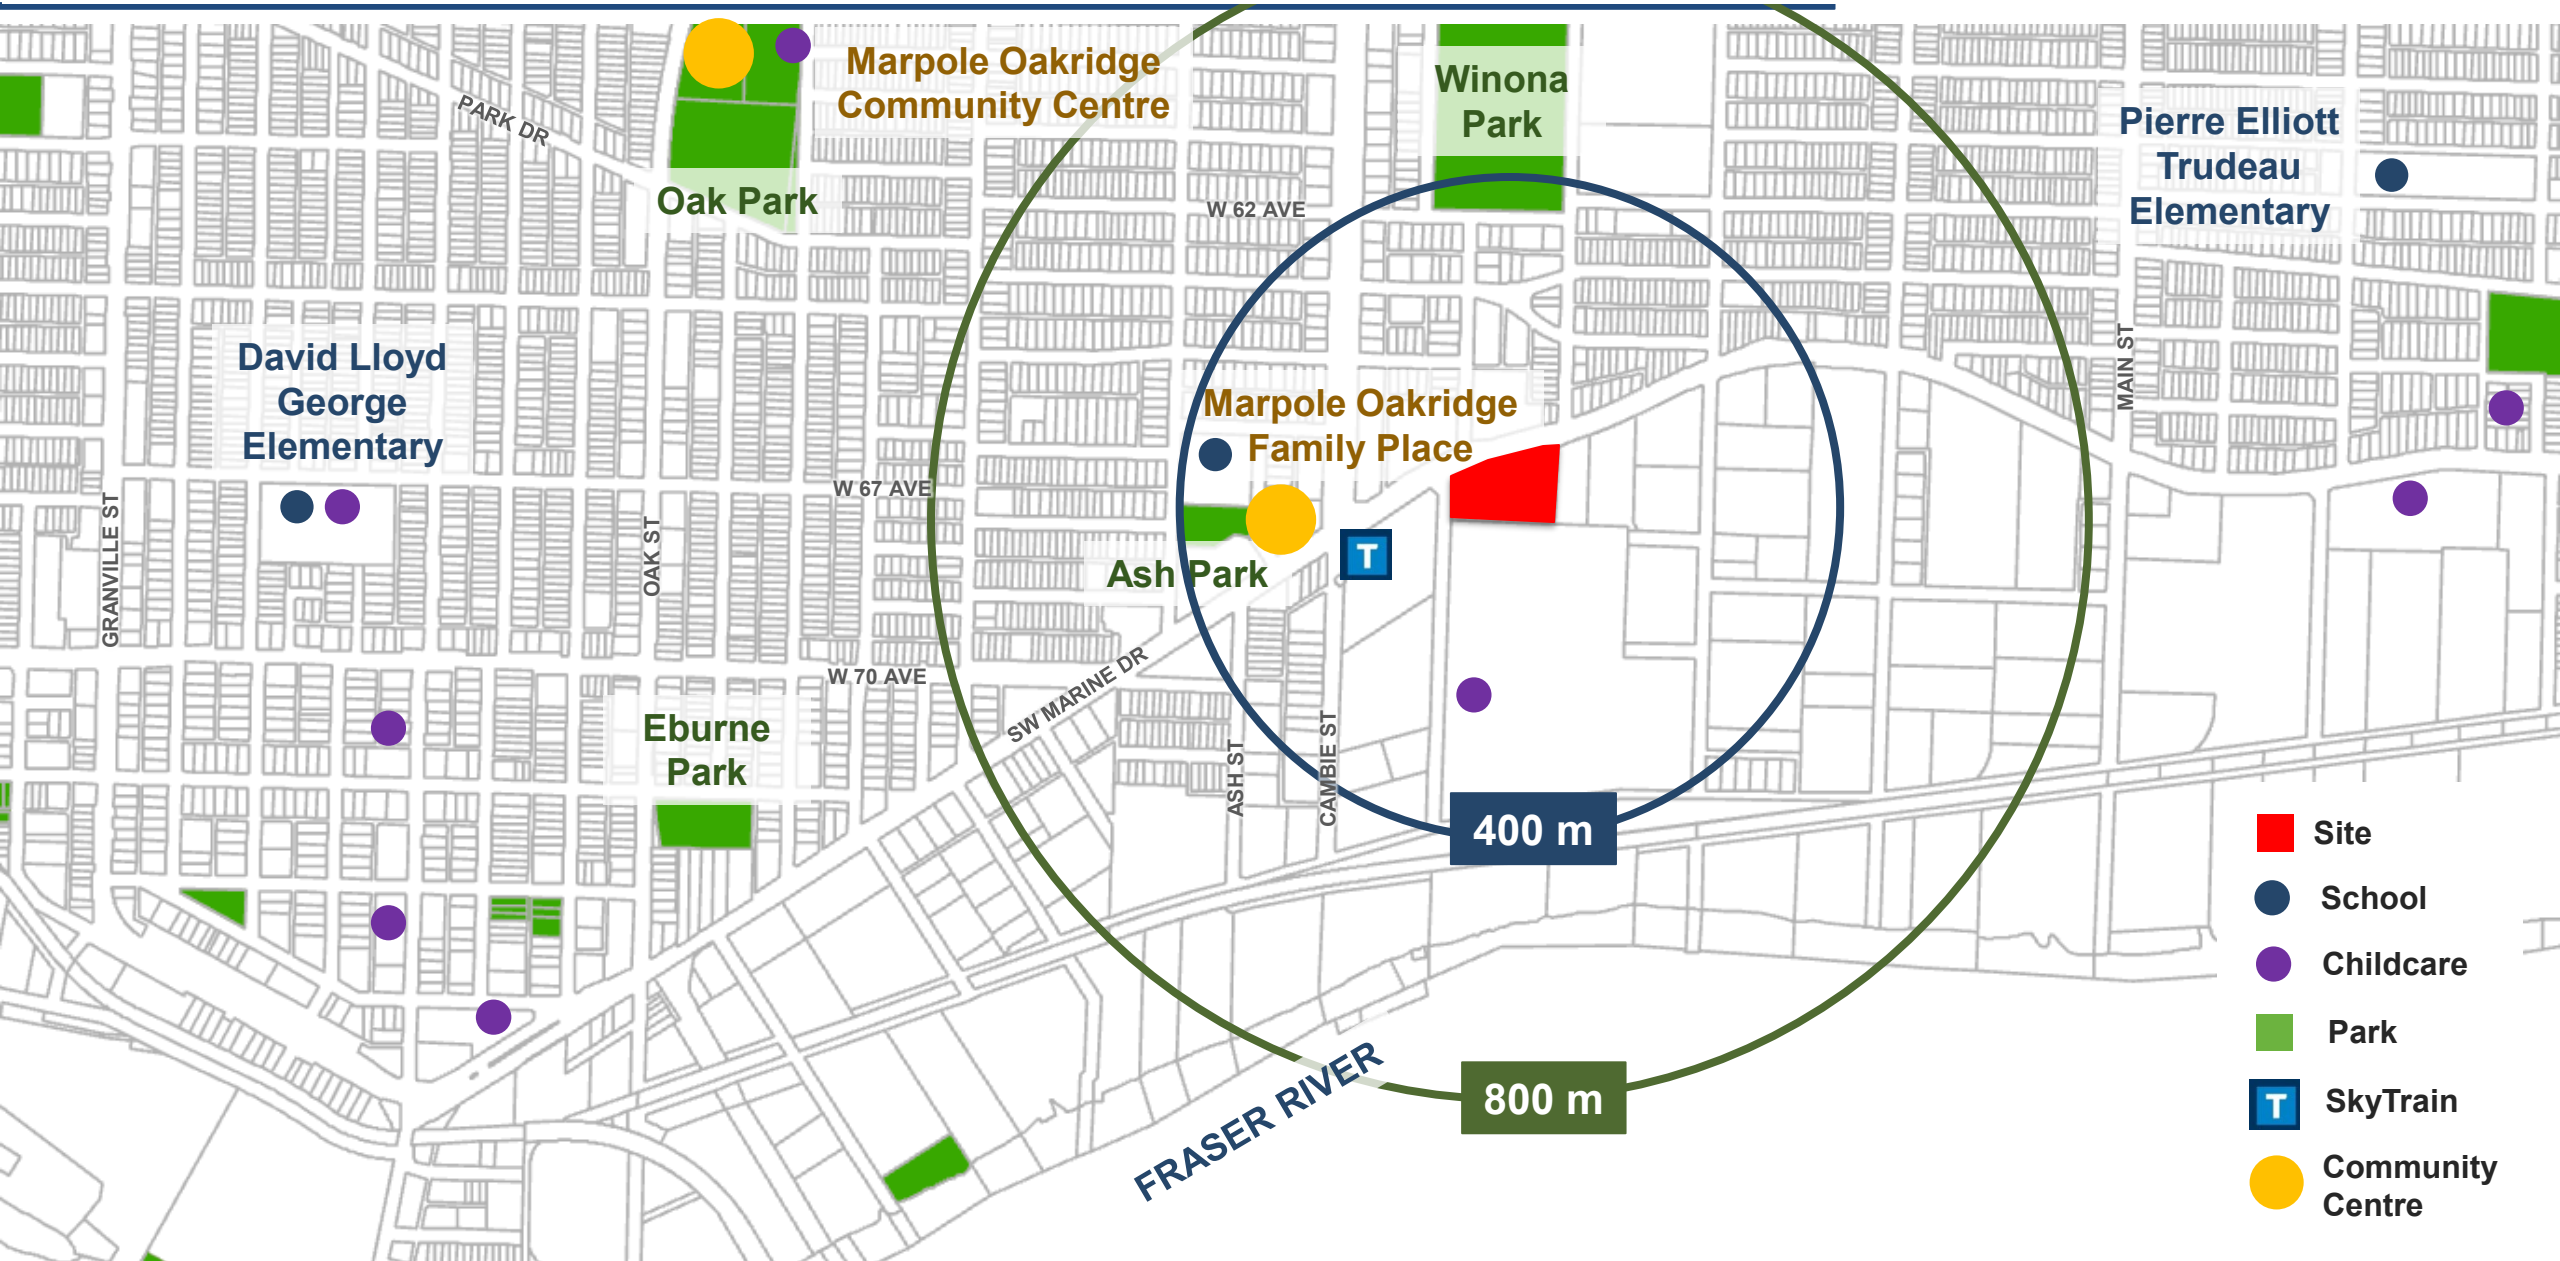 Marpole Oakridge
Community Centre
Winona
Park
Pierre Elliott
Trudeau
Elementary
PARK DR
Oak Park
W 62 AVE
David Lloyd
George
Elementary
MAIN ST
Marpole Oakridge
Family Place
W 67 AVE
GRANVILLE ST
OAK ST
T
Ash Park
W 70 AVE
SW MARINE DR
Eburne
Park
ASH ST
CAMBIE ST
400 m
800 m
FRASER RIVER
Site
School
Childcare
Park
T
SkyTrain
Community
Centre